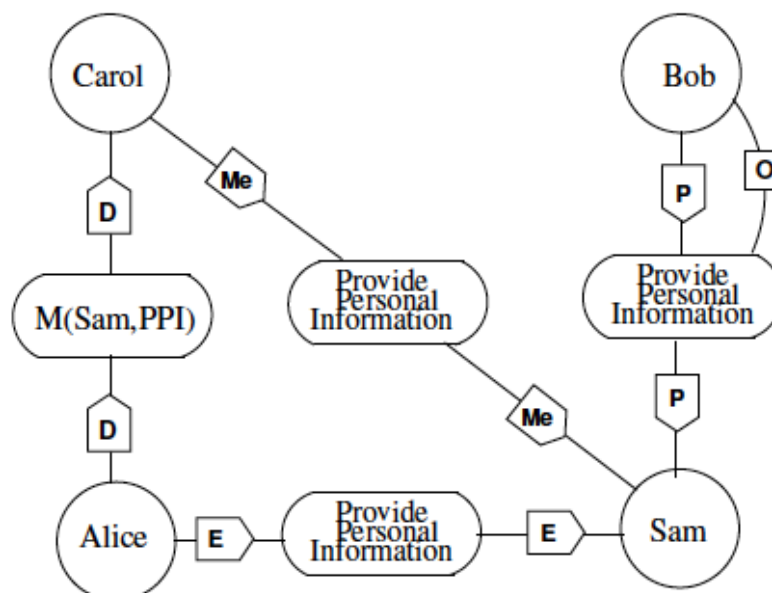 Carol
Bob
Me
O
P
D
Provide
Personal
Information
Provide
Personal
Information
M(Sam,PPI)
P
Me
D
Provide
Personal
Information
Alice
E
E
Sam